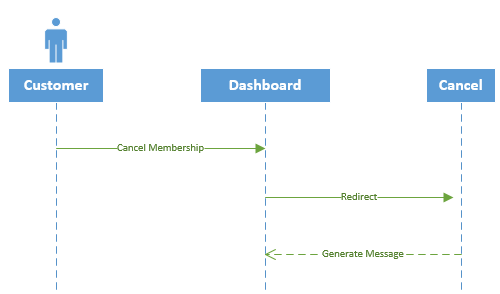 Customer
Dashboard
Cancel
Cancel Membership
Redirect
Generate Message